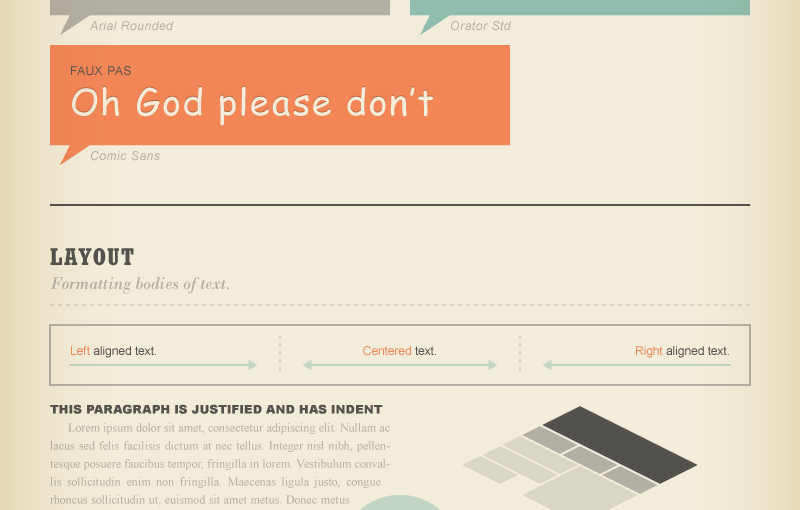 Arial Rounded
Orator Std
FAUX PAS
Oh God please don't
Comic Sans
LAYOUT
Formatting bodies of text.
Left aligned text.
Centered text.
Right aligned text.
THIS PARAGRAPH IS JUSTIFIED AND HAS INDENT
Lorem ipsum dolor sit amet, consectetur adipiscing elit. Nullam ac
lacus sed felis facilisis dictum at nec tellus. Integer nisl nibh, pellen-
tesque posuere faucibus tempor, fringilla in lorem. Vestibulum conval-
lis sollicitudin enim non fringilla. Maecenas ligula justo, congue
rhoncus sollicitudin ut, euismod sit amet metus. Donec metus